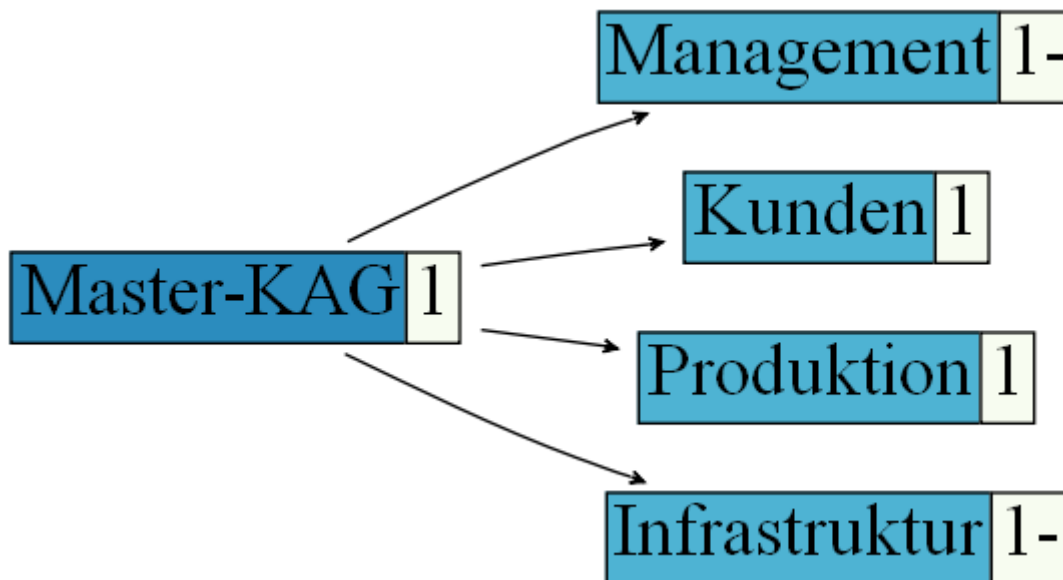 Management 1-
Kunden 1
Master-KAG 1
Produktion 1
Infrastruktur 1-